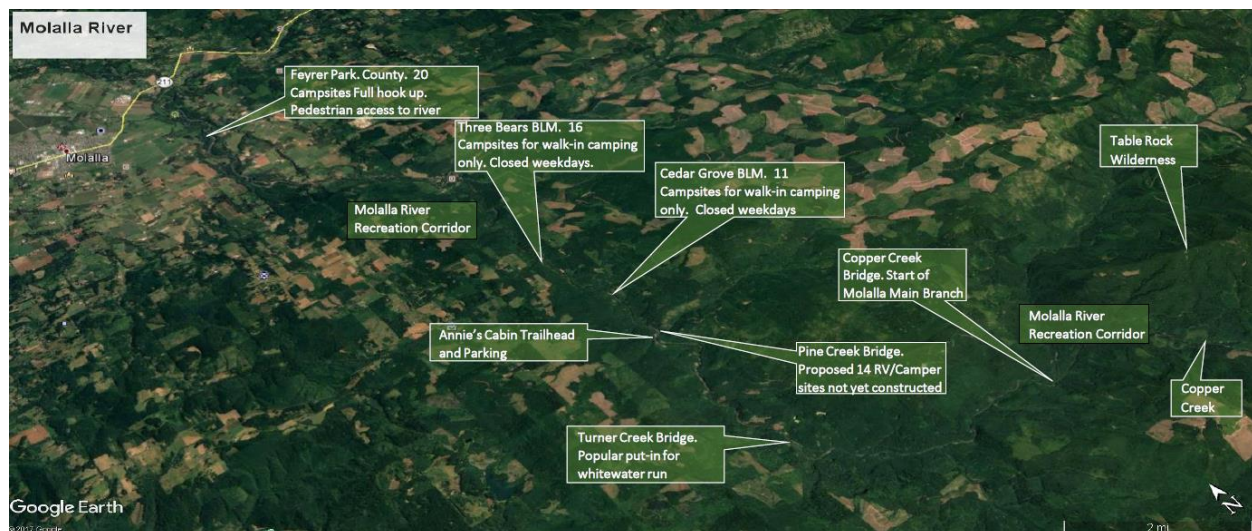 Molalla River
211
Feyrer Park. County. 20
Campsites Full hook up.
Pedestrian access to river
Molalla
Three Bears BLM. 16
Campsites for walk-in camping
only. Closed weekdays.
Cedar Grove BLM. 11
Campsites for walk-in camping
only. Closed weekdays
Table Rock
Wilderness
Molalla River
Recreation Corridor
Copper Creek
Bridge. Start of
Molalla Main Branch
Molalla River
Recreation Corridor
Annie's Cabin Trailhead
and Parking
Pine Creek Bridge.
Proposed 14 RV/Camper
sites not yet constructed
Copper
Creek
Turner Creek Bridge.
Popular put-in for
whitewater run
Google Earth
© 2017 Google
N
2 mi